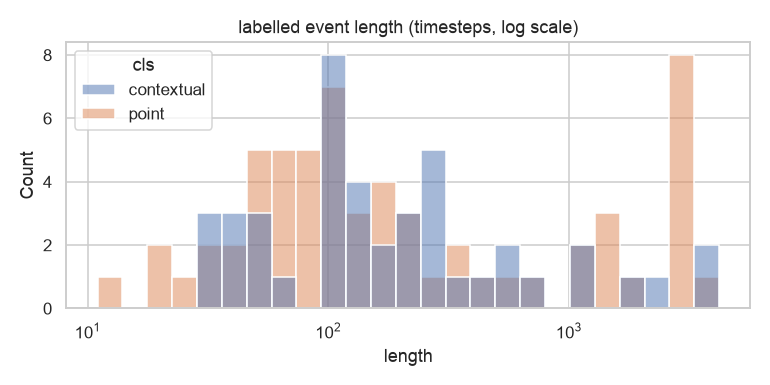 labelled event length (timesteps, log scale)
cls
contextual
point
Count
8
6
4
2
0
10¹
10²
10³
length